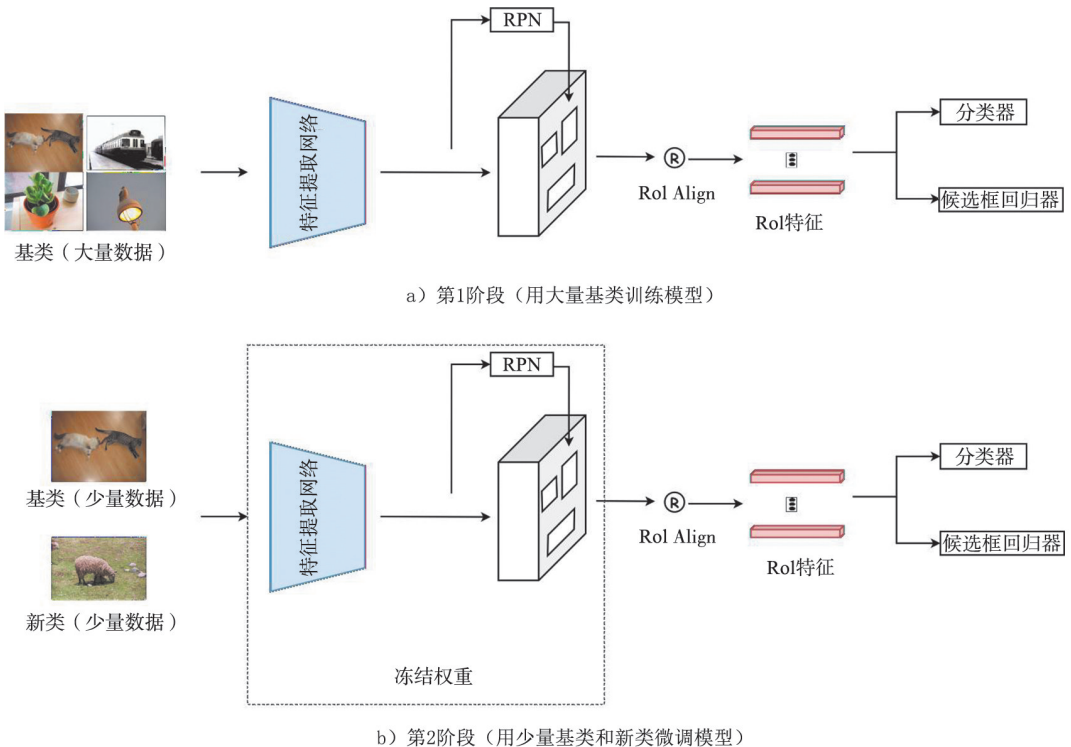 RPN
特征提取网络
分类器
候选框回归器
Ⓡ
RoI Align
RoI特征
基类（大量数据）
a）第1阶段（用大量基类训练模型）
RPN
特征提取网络
分类器
候选框回归器
Ⓡ
RoI Align
RoI特征
基类（少量数据）
新类（少量数据）
冻结权重
b）第2阶段（用少量基类和新类微调模型）